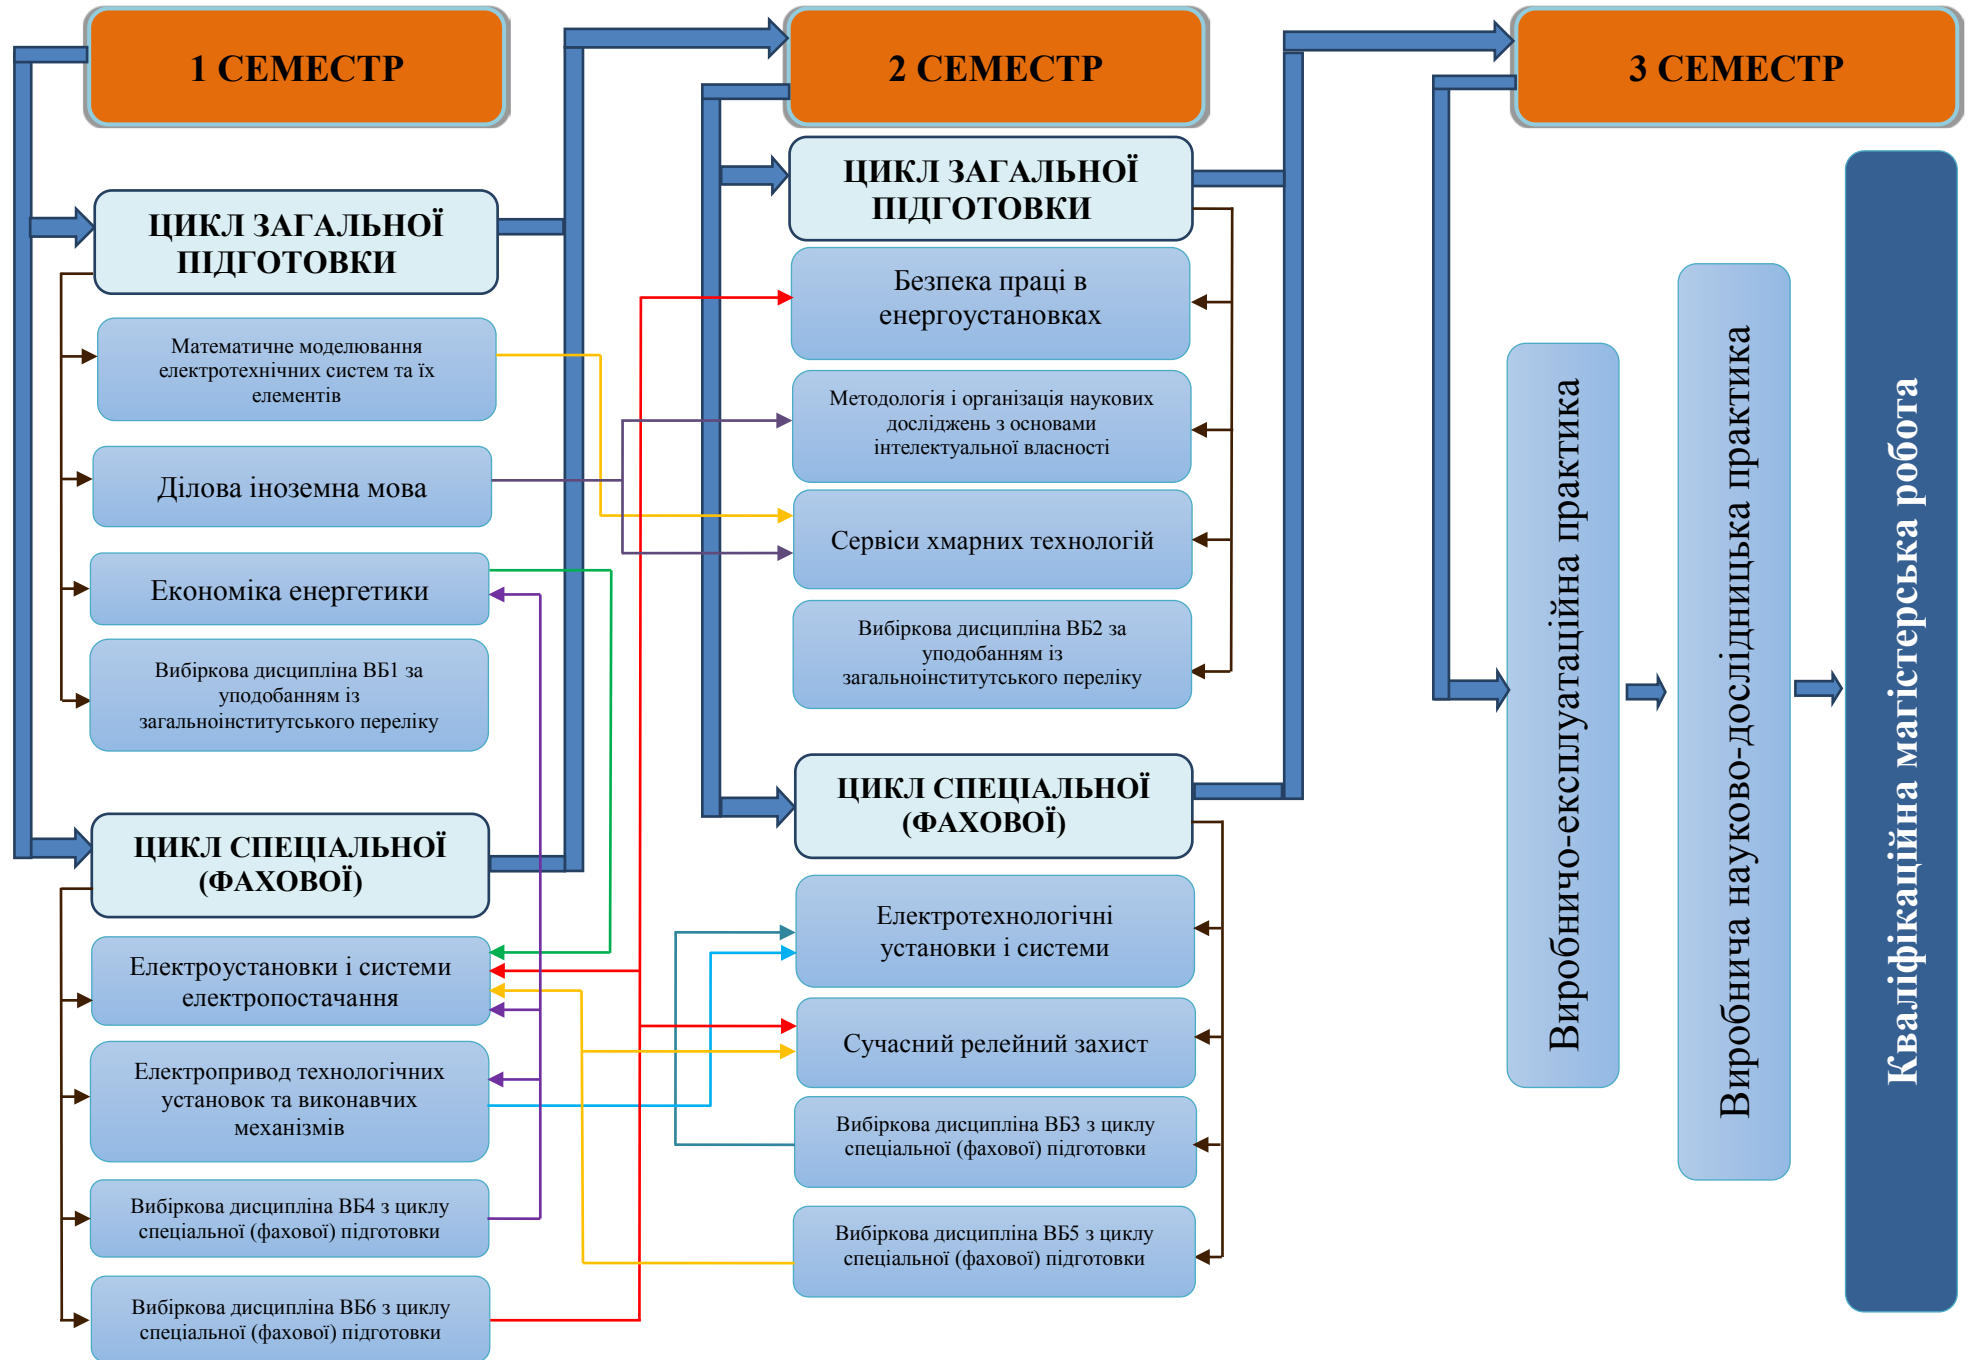 1 СЕМЕСТР
ЦИКЛ ЗАГАЛЬНОЇ
ПІДГОТОВКИ
Математичне моделювання
електротехнічних систем та їх
елементів
Ділова іноземна мова
Економіка енергетики
Вибіркова дисципліна ВБ1 за
уподобанням із
загальноінститутського переліку
ЦИКЛ СПЕЦІАЛЬНОЇ
(ФАХОВОЇ)
Електроустановки і системи
електропостачання
Електропривод технологічних
установок та виконавчих
механізмів
Вибіркова дисципліна ВБ4 з циклу
спеціальної (фахової) підготовки
Вибіркова дисципліна ВБ6 з циклу
спеціальної (фахової) підготовки
2 СЕМЕСТР
ЦИКЛ ЗАГАЛЬНОЇ
ПІДГОТОВКИ
Безпека праці в
енергоустановках
Методологія і організація наукових
досліджень з основами
інтелектуальної власності
Сервіси хмарних технологій
Вибіркова дисципліна ВБ2 за
уподобанням із
загальноінститутського переліку
ЦИКЛ СПЕЦІАЛЬНОЇ
(ФАХОВОЇ)
Електротехнологічні
установки і системи
Сучасний релейний захист
Вибіркова дисципліна ВБ3 з циклу
спеціальної (фахової) підготовки
Вибіркова дисципліна ВБ5 з циклу
спеціальної (фахової) підготовки
3 СЕМЕСТР
Виробничо-експлуатаційна практика
Виробнича науково-дослідницька практика
Кваліфікаційна магістерська робота